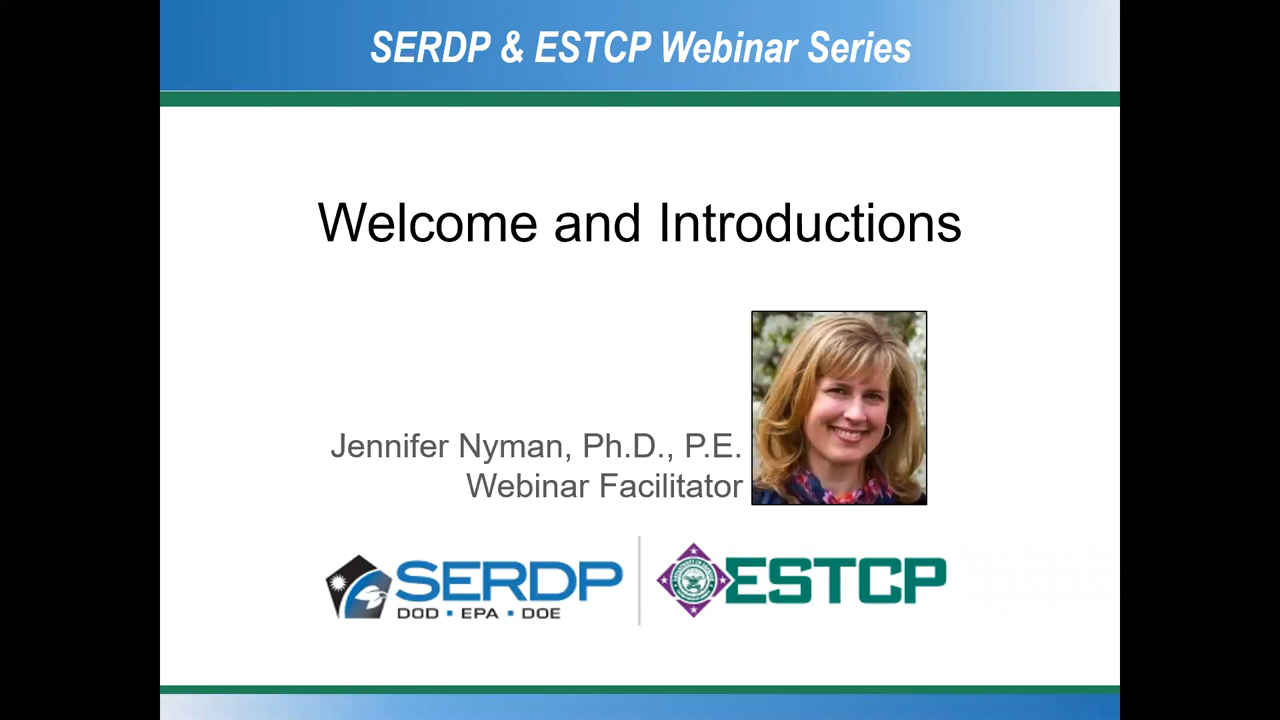 SERDP & ESTCP Webinar Series
Welcome and Introductions
Jennifer Nyman, Ph.D., P.E.
Webinar Facilitator
SERDP
DOD • EPA • DOE
ESTCP